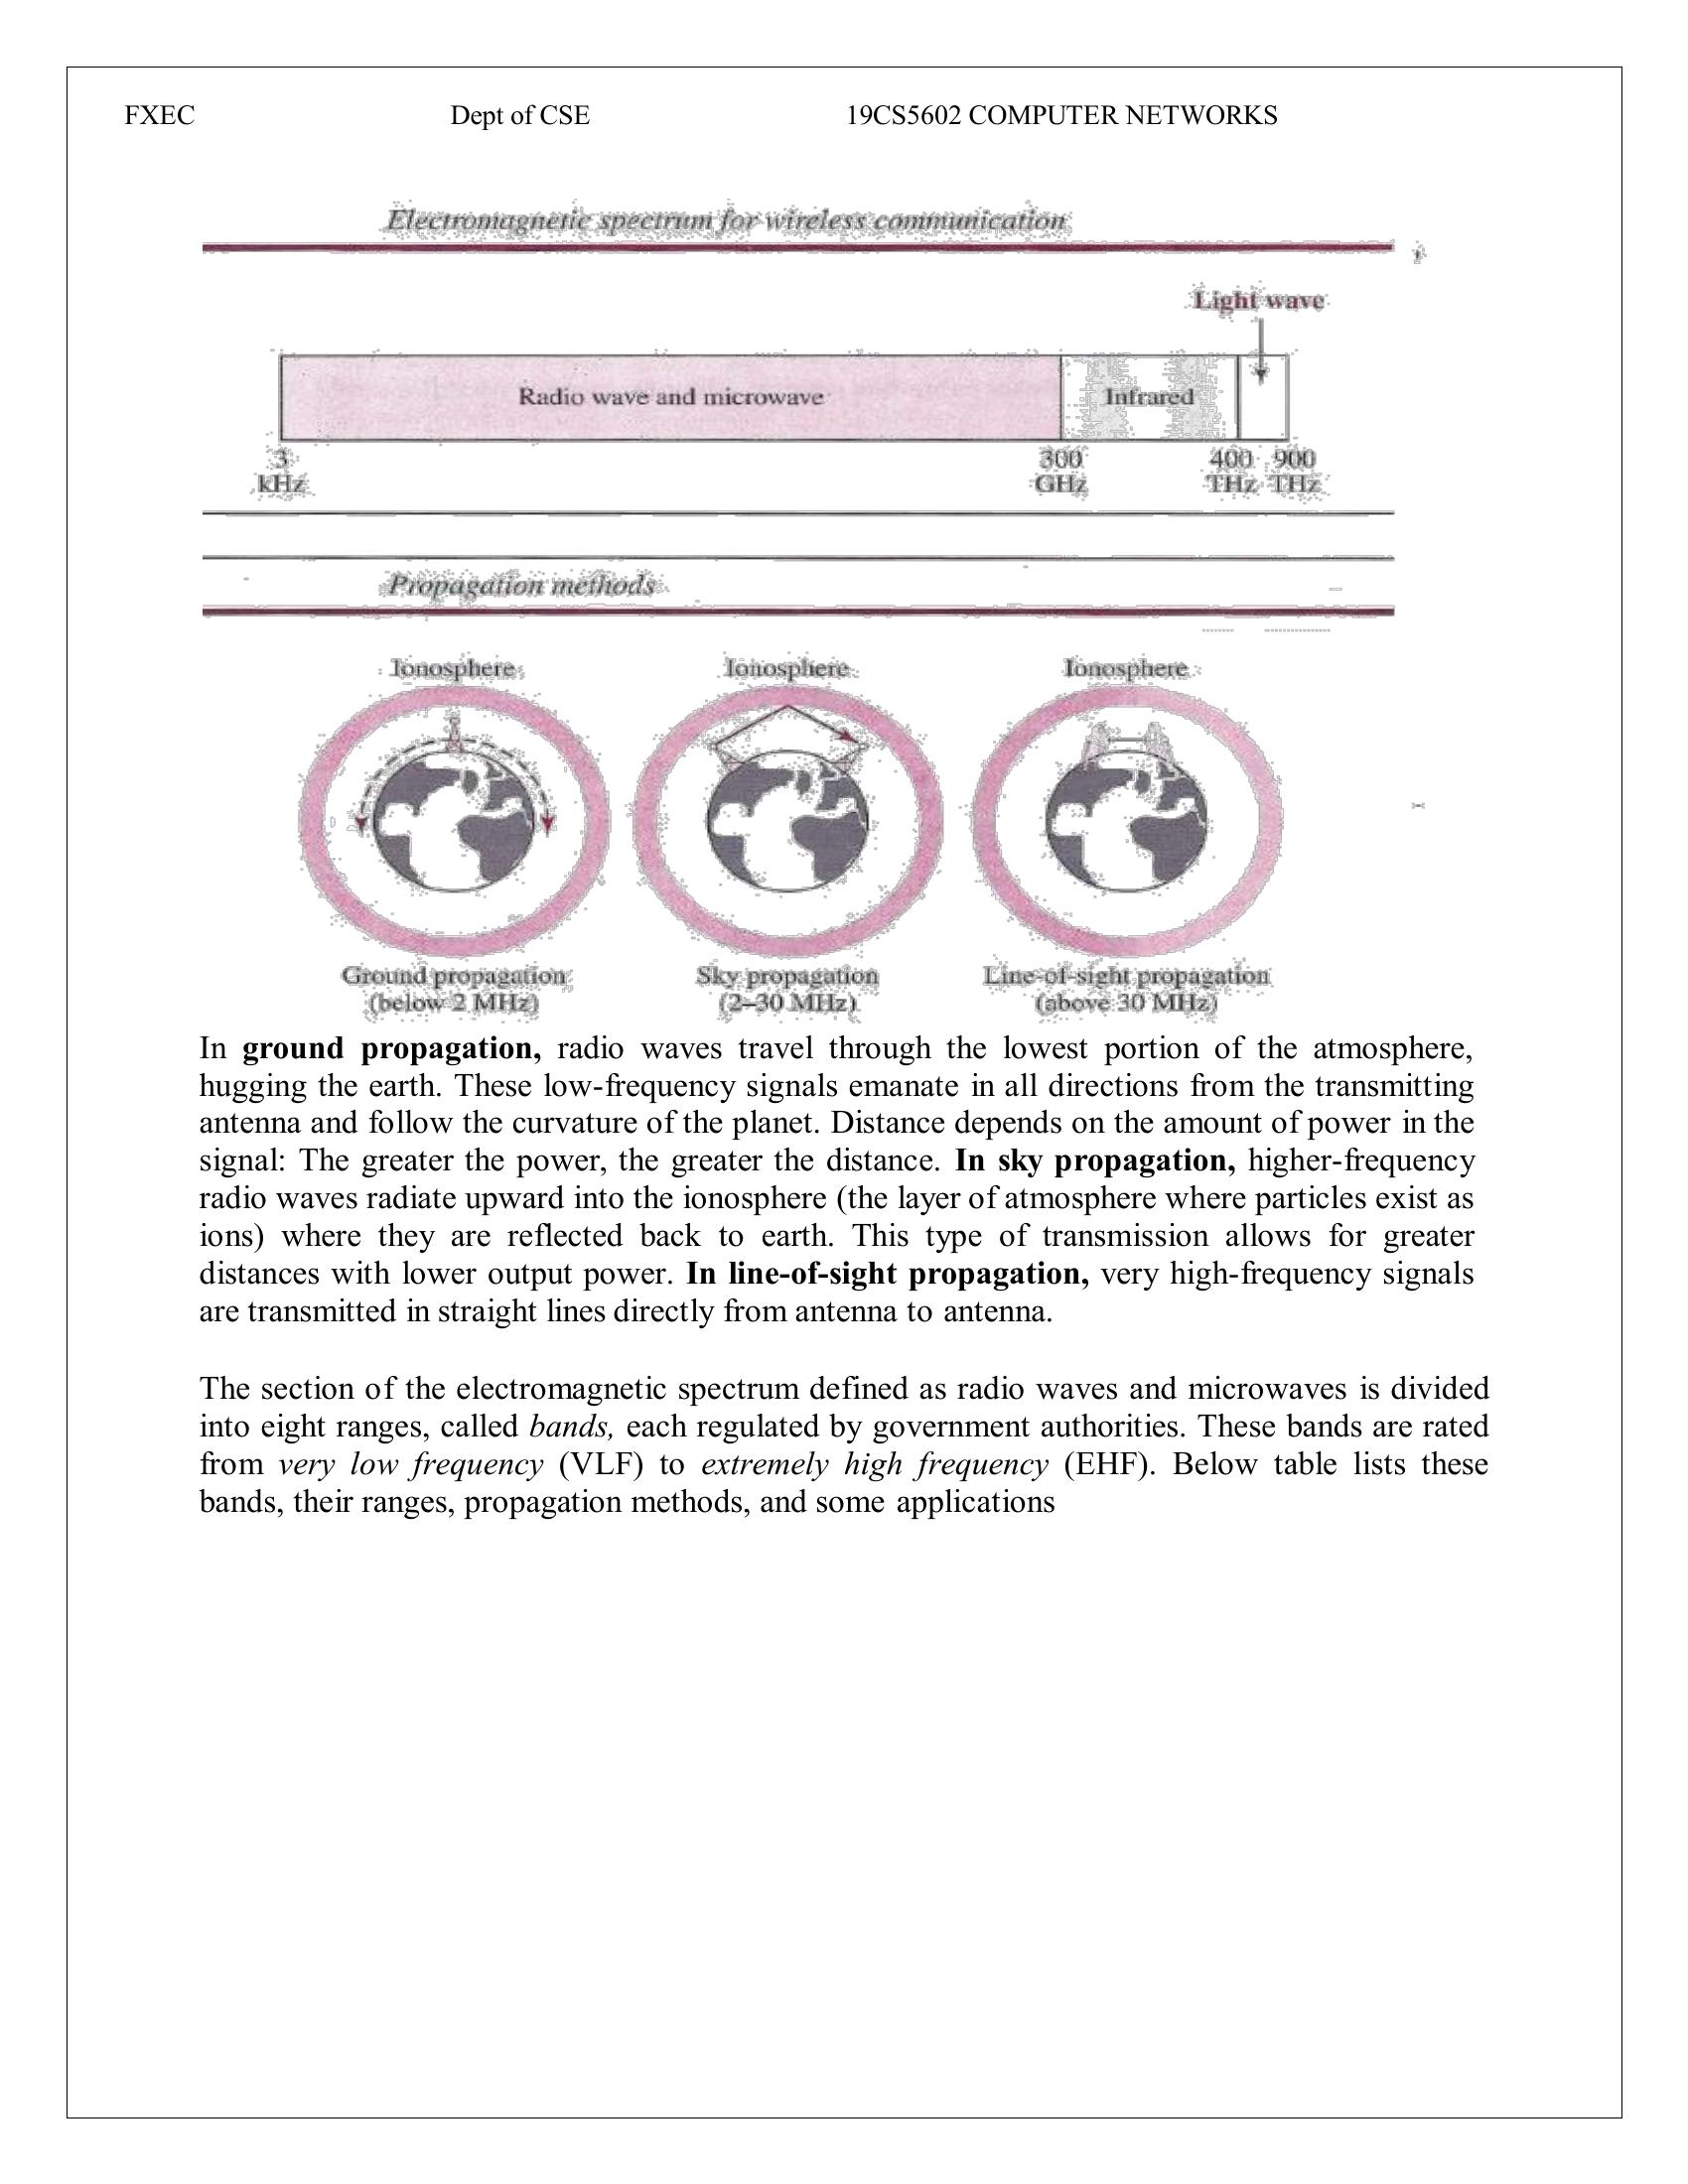 FXEC Dept of CSE 19CS5602 COMPUTER NETWORKS
Electromagnetic spectrum for wireless communication
Light wave
Radio wave and microwave Infrared
3 300 400 900
kHz GHz THz THz
Propagation methods
Ionosphere Ionosphere Ionosphere
Ground propagation Sky propagation Line-of-sight propagation
(below 2 MHz) (2–30 MHz) (above 30 MHz)
In ground propagation, radio waves travel through the lowest portion of the atmosphere,
hugging the earth. These low-frequency signals emanate in all directions from the transmitting
antenna and follow the curvature of the planet. Distance depends on the amount of power in the
signal: The greater the power, the greater the distance. In sky propagation, higher-frequency
radio waves radiate upward into the ionosphere (the layer of atmosphere where particles exist as
ions) where they are reflected back to earth. This type of transmission allows for greater
distances with lower output power. In line-of-sight propagation, very high-frequency signals
are transmitted in straight lines directly from antenna to antenna.
The section of the electromagnetic spectrum defined as radio waves and microwaves is divided
into eight ranges, called bands, each regulated by government authorities. These bands are rated
from very low frequency (VLF) to extremely high frequency (EHF). Below table lists these
bands, their ranges, propagation methods, and some applications